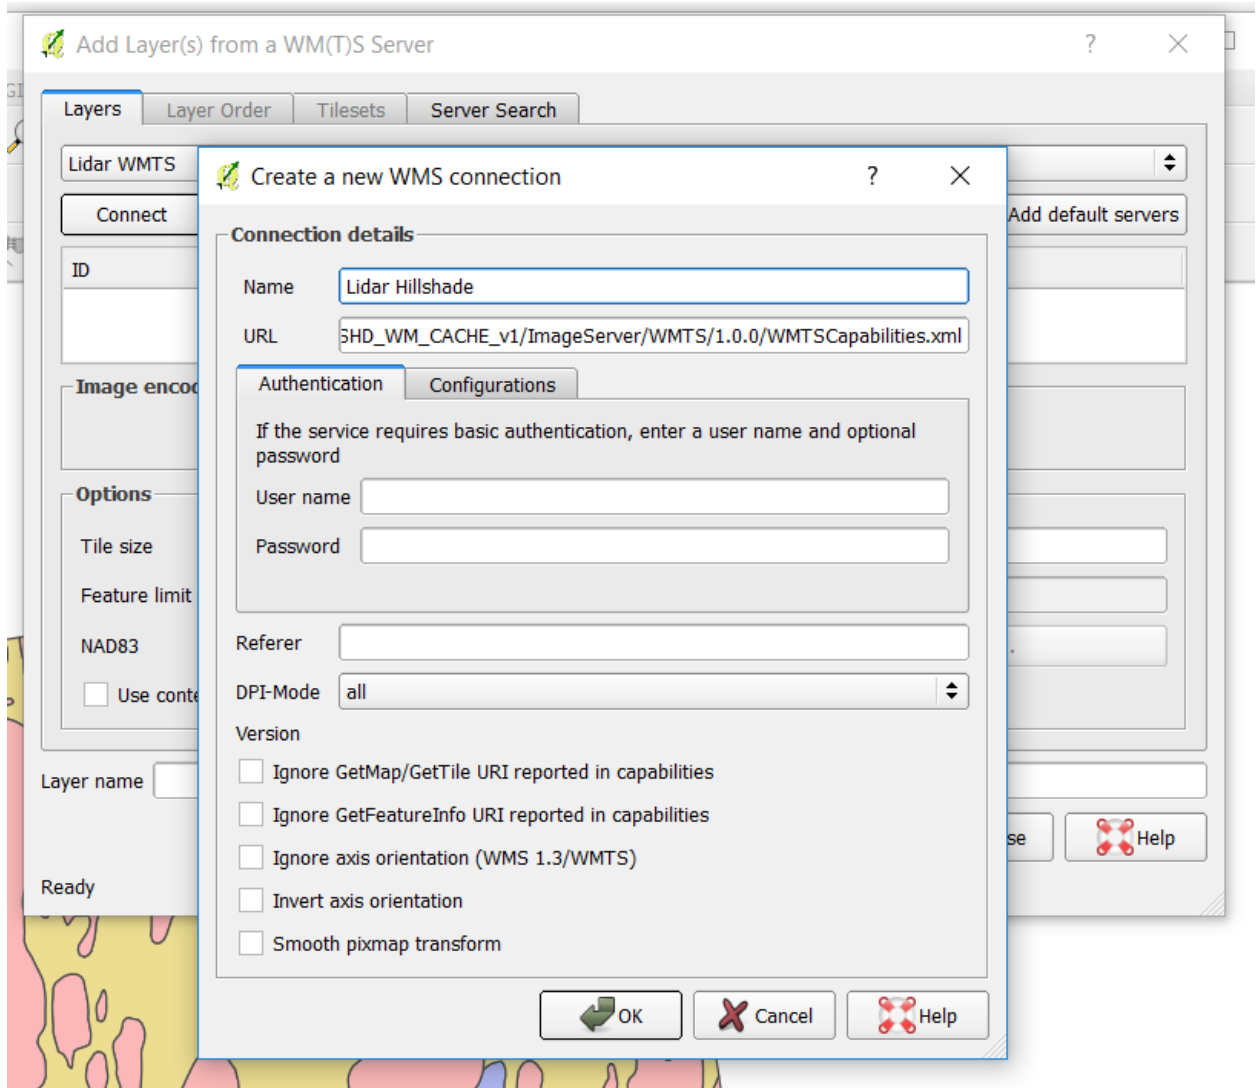 Add Layer(s) from a WM(T)S Server
?
Layers Layer Order Tilesets Server Search
Lidar WMTS
Connect
Add default servers
ID
Image
Options
Tile size
Feature limit
NAD83
Use
Layer name
Help
Ready
Create a new WMS connection
?
Connection details
Name Lidar Hillshade
URL SHD_WM_CACHE_v1/ImageServer/WMTS/1.0.0/WMTSCapabilities.xml
Authentication Configurations
If the service requires basic authentication, enter a user name and optional
password
User name
Password
Referer
DPI-Mode all
Version
Ignore GetMap/GetTile URI reported in capabilities
Ignore GetFeatureInfo URI reported in capabilities
Ignore axis orientation (WMS 1.3/WMTS)
Invert axis orientation
Smooth pixmap transform
OK Cancel Help